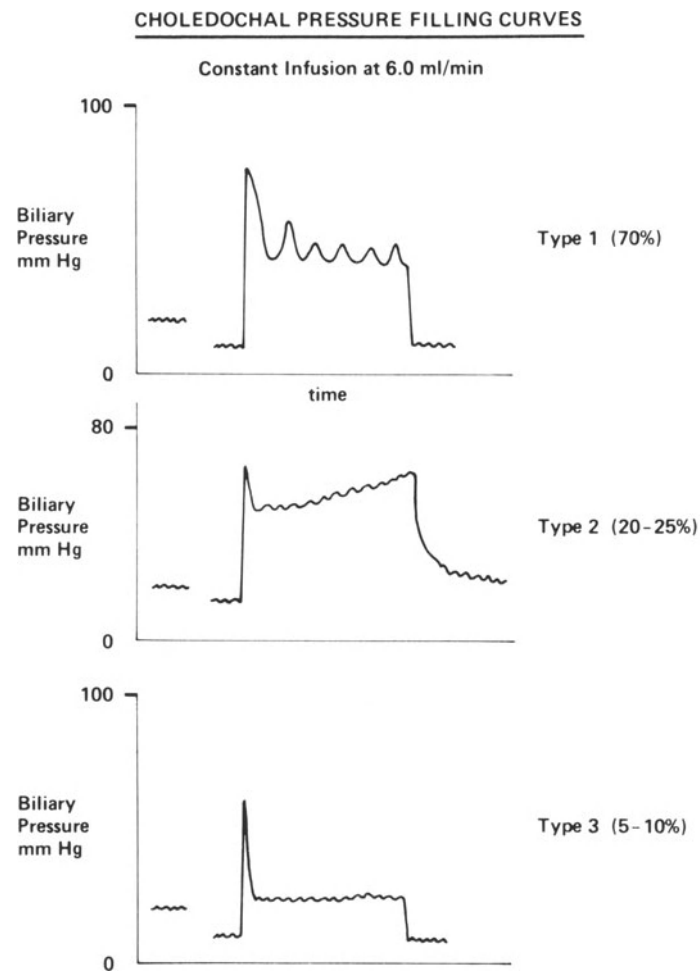 CHOLEDOCHAL PRESSURE FILLING CURVES
Constant Infusion at 6.0 ml/min
100
Biliary
Pressure
mm Hg
Type 1 (70%)
0
time
80
Biliary
Pressure
mm Hg
Type 2 (20-25%)
0
100
Biliary
Pressure
mm Hg
Type 3 (5-10%)
0